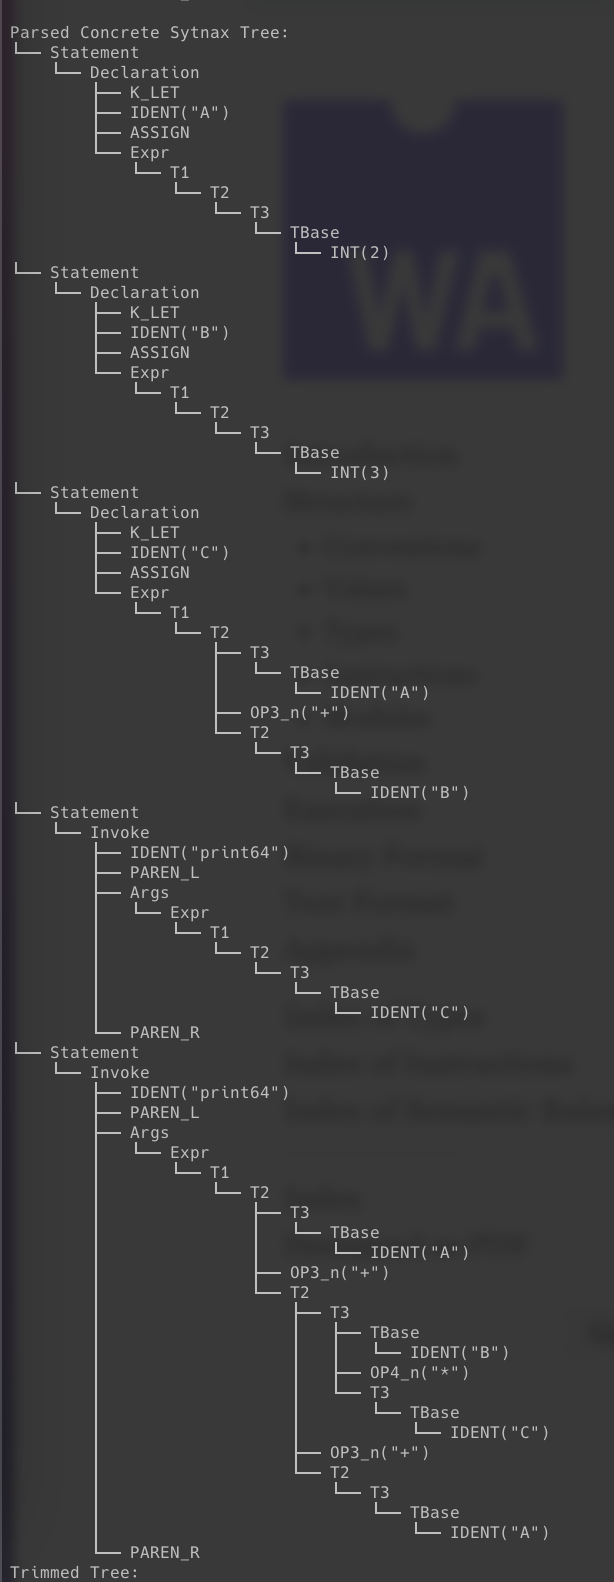 Parsed Concrete Sytnax Tree:
└── Statement
    └── Declaration
        ├── K_LET
        ├── IDENT("A")
        ├── ASSIGN
        └── Expr
            └── T1
                └── T2
                    └── T3
                        └── TBase
                            └── INT(2)
└── Statement
    └── Declaration
        ├── K_LET
        ├── IDENT("B")
        ├── ASSIGN
        └── Expr
            └── T1
                └── T2
                    └── T3
                        └── TBase
                            └── INT(3)
└── Statement
    └── Declaration
        ├── K_LET
        ├── IDENT("C")
        ├── ASSIGN
        └── Expr
            └── T1
                └── T2
                    ├── T3
                    │   └── TBase
                    │       └── IDENT("A")
                    ├── OP3_n("+")
                    └── T2
                        └── T3
                            └── TBase
                                └── IDENT("B")
└── Statement
    └── Invoke
        ├── IDENT("print64")
        ├── PAREN_L
        ├── Args
        │   └── Expr
        │       └── T1
        │           └── T2
        │               └── T3
        │                   └── TBase
        │                       └── IDENT("C")
        └── PAREN_R
└── Statement
    └── Invoke
        ├── IDENT("print64")
        ├── PAREN_L
        ├── Args
        │   └── Expr
        │       └── T1
        │           └── T2
        │               ├── T3
        │               │   └── TBase
        │               │       └── IDENT("A")
        │               ├── OP3_n("+")
        │               └── T2
        │                   ├── T3
        │                   │   ├── TBase
        │                   │   │   └── IDENT("B")
        │                   │   ├── OP4_n("*")
        │                   │   └── T3
        │                   │       └── TBase
        │                   │           └── IDENT("C")
        │                   ├── OP3_n("+")
        │                   └── T2
        │                       └── T3
        │                           └── TBase
        │                               └── IDENT("A")
        └── PAREN_R
Trimmed Tree:
WA
Index of Instructions